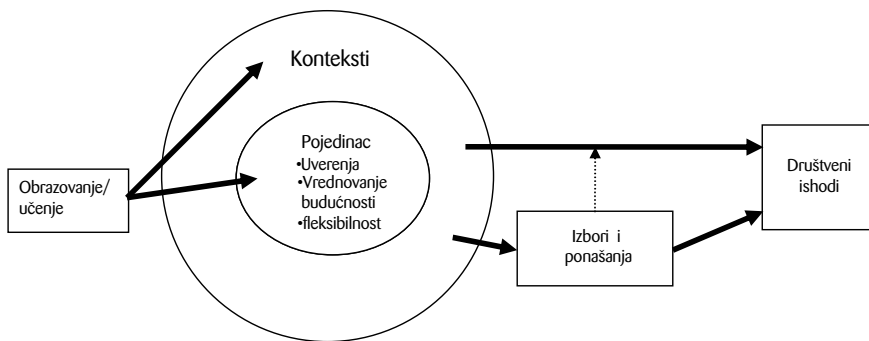 Konteksti
Pojedinac
•Uverenja
•Vrednovanje
budućnosti
•fleksibilnost
Obrazovanje/
učenje
Izbori i
ponašanja
Društveni
ishodi